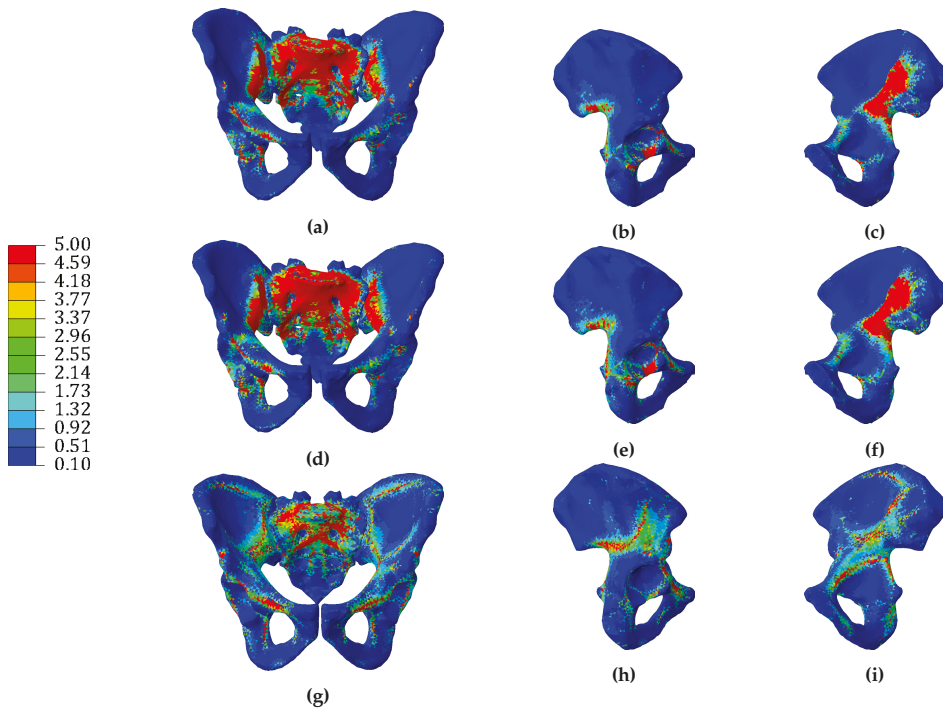 (a)
(b)
(c)
5.00
4.59
4.18
3.77
3.37
2.96
2.55
2.14
1.73
1.32
0.92
0.51
0.10
(d)
(e)
(f)
(g)
(h)
(i)